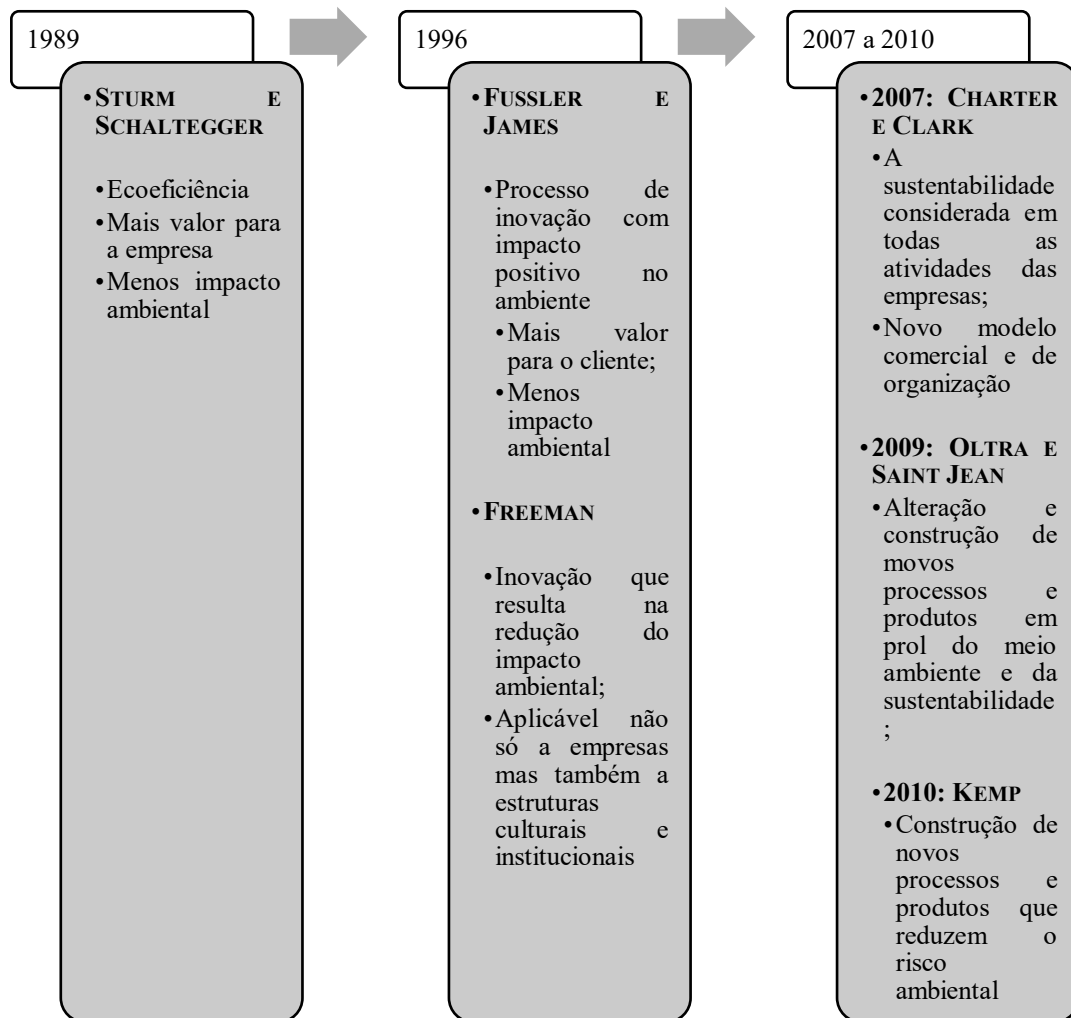 1989
• STURM E
SCHALTEGGER
• Ecoeficiência
• Mais valor para
a empresa
• Menos impacto
ambiental
1996
• FUSSLER E
JAMES
• Processo de
inovação com
impacto
positivo no
ambiente
• Mais valor
para o cliente;
• Menos
impacto
ambiental
• FREEMAN
• Inovação que
resulta na
redução do
impacto
ambiental;
• Aplicável não
só a empresas
mas também a
estruturas
culturais e
institucionais
2007 a 2010
• 2007: CHARTER
E CLARK
• A
sustentabilidade
considerada em
todas as
atividades das
empresas;
• Novo modelo
comercial e de
organização
• 2009: OLTRA E
SAINT JEAN
• Alteração e
construção de
movos
processos e
produtos em
prol do meio
ambiente e da
sustentabilidade
;
• 2010: KEMP
• Construção de
novos
processos e
produtos que
reduzem o
risco
ambiental